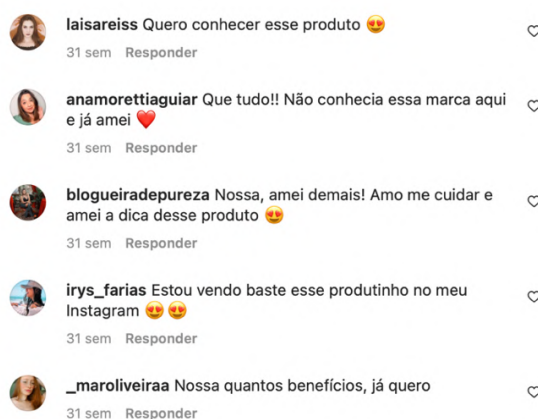 laisareiss Quero conhecer esse produto 😍
31 sem Responder
anamorettiaguiar Que tudo!! Não conhecia essa marca aqui
e já amei ❤️
31 sem Responder
blogueiradepureza Nossa, amei demais! Amo me cuidar e
amei a dica desse produto 😍
31 sem Responder
irys_farias Estou vendo baste esse produtinho no meu
Instagram 😍😍
31 sem Responder
_maroliveiraa Nossa quantos benefícios, já quero
31 sem Responder